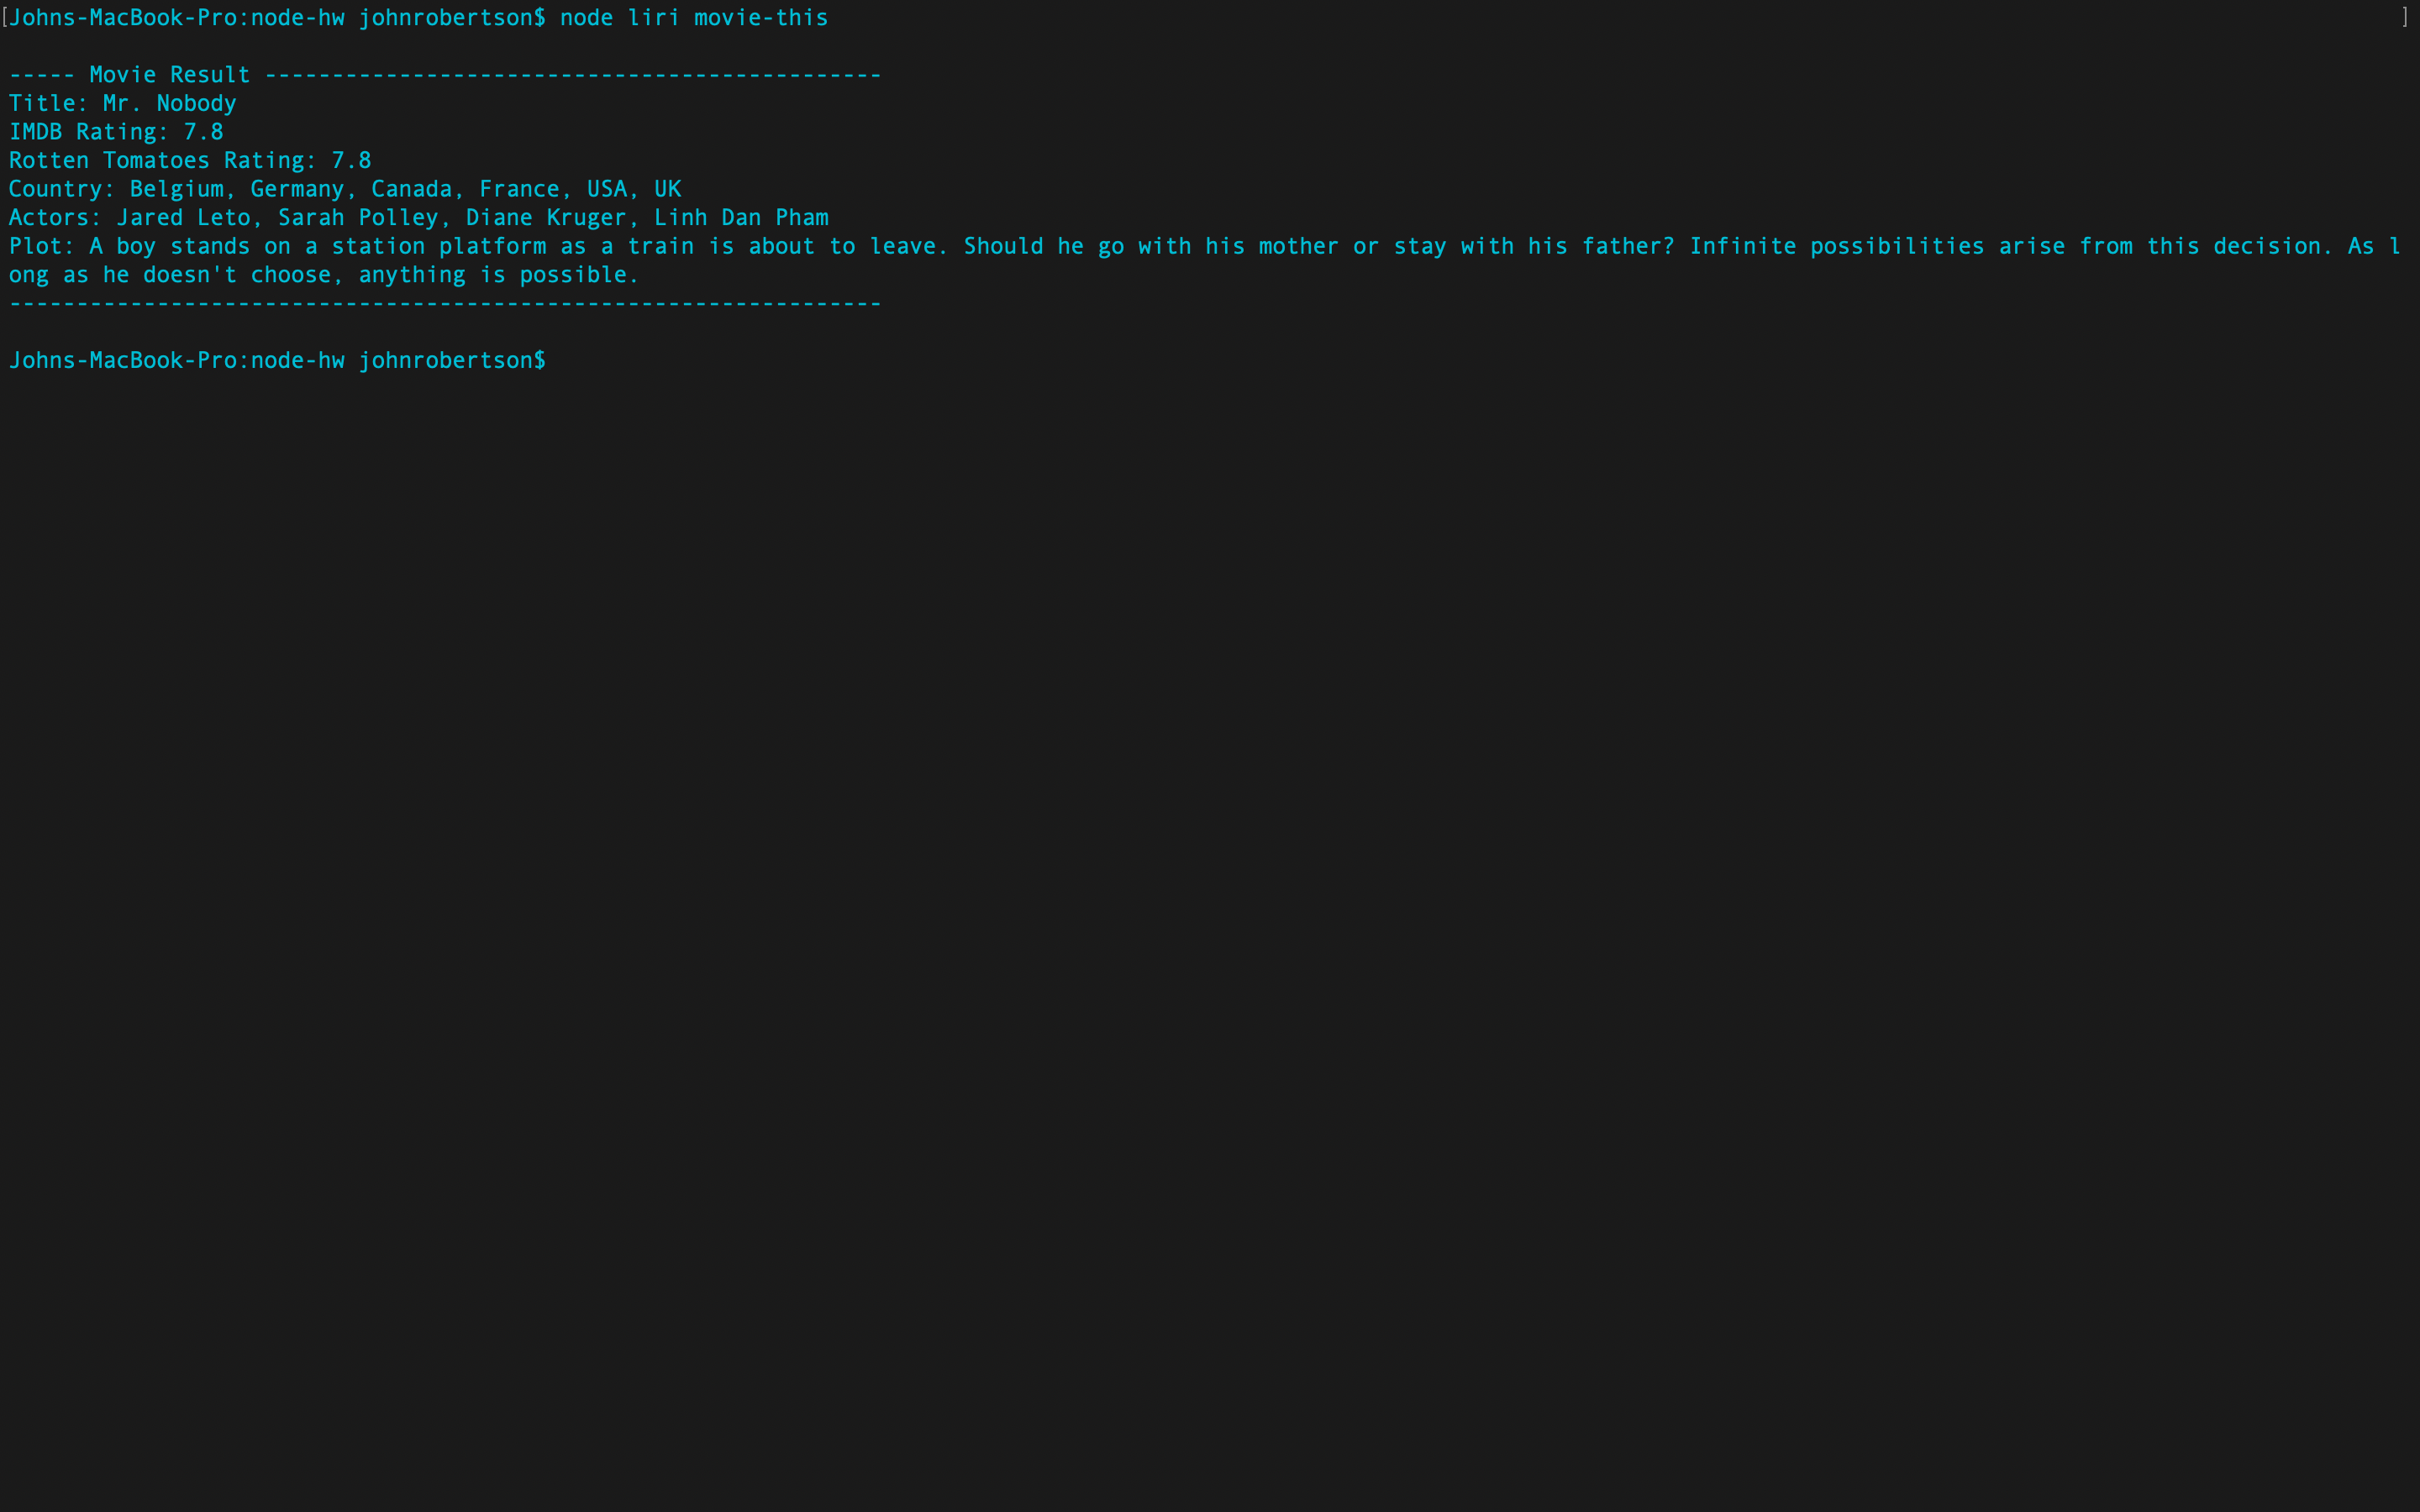 [Johns-MacBook-Pro:node-hw johnrobertson$ node liri movie-this ]
----- Movie Result ----------------------------------------------
Title: Mr. Nobody
IMDB Rating: 7.8
Rotten Tomatoes Rating: 7.8
Country: Belgium, Germany, Canada, France, USA, UK
Actors: Jared Leto, Sarah Polley, Diane Kruger, Linh Dan Pham
Plot: A boy stands on a station platform as a train is about to leave. Should he go with his mother or stay with his father? Infinite possibilities arise from this decision. As l
ong as he doesn't choose, anything is possible.
-----------------------------------------------------------------
Johns-MacBook-Pro:node-hw johnrobertson$